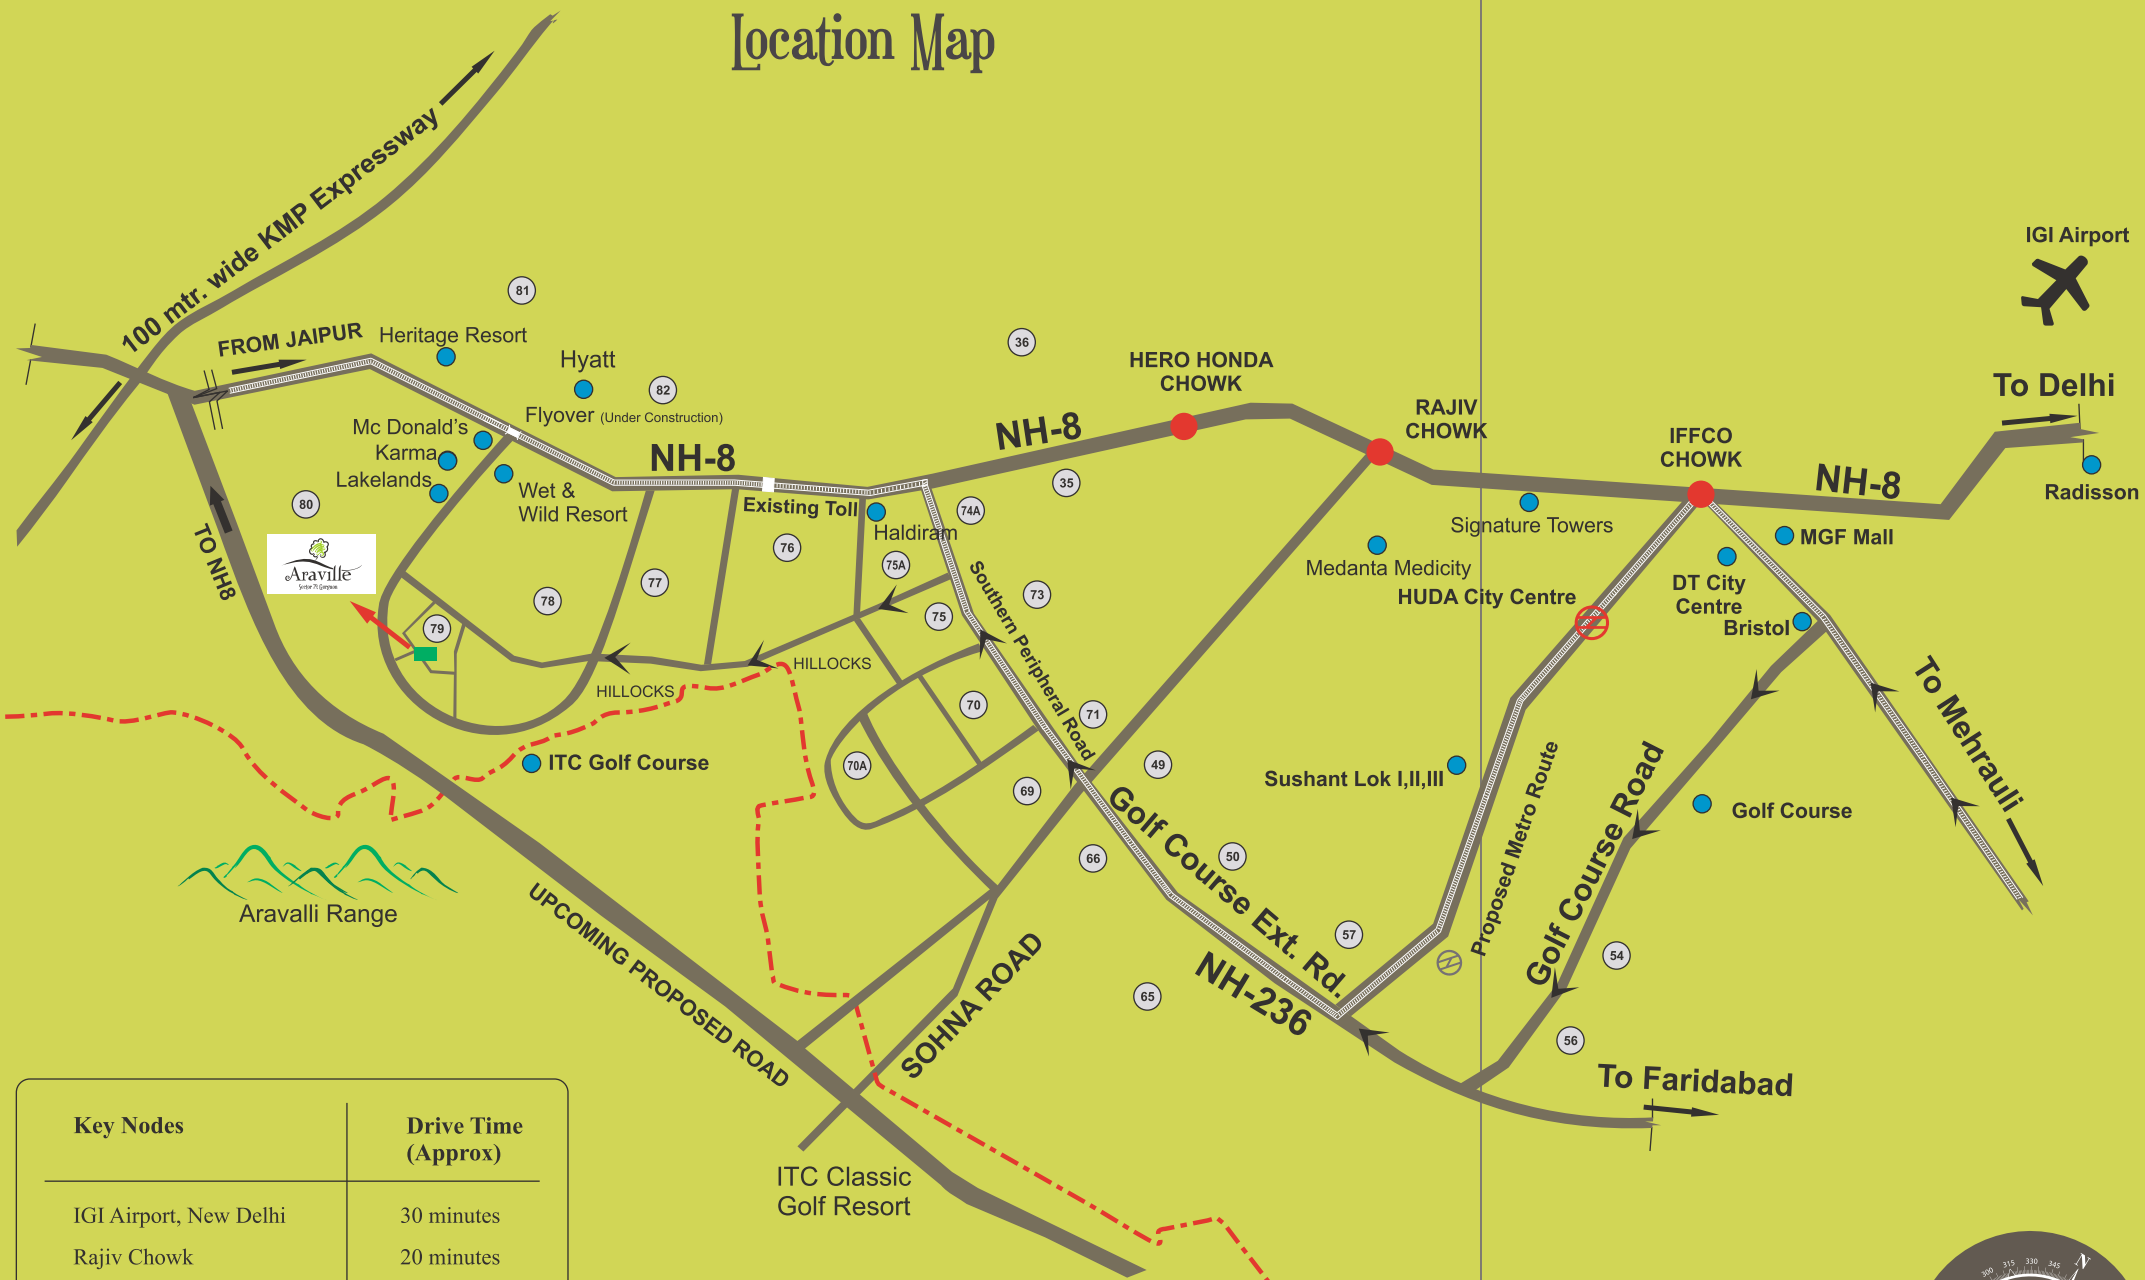 Location Map
100 mtr. wide KMP Expressway
IGI Airport
81
FROM JAIPUR
Heritage Resort
Hyatt
82
Flyover (Under Construction)
36
HERO HONDA
CHOWK
RAJIV
CHOWK
IFFCO
CHOWK
To Delhi
Mc Donald's
Karma
Lakelands
Wet &
Wild Resort
NH-8
NH-8
NH-8
Radisson
80
Existing Toll
Haldiram
74A
35
Signature Towers
MGF Mall
TO NH8
Araville
Sector 79 Gurgaon
76
75A
Medanta Medicity
DT City
Centre
HUDA City Centre
Bristol
77
78
79
75
73
Southern Peripheral Road
HILLOCKS
HILLOCKS
70
71
To Mehrauli
ITC Golf Course
70A
69
49
Sushant Lok I,II,III
Proposed Metro Route
Golf Course Road
Golf Course
66
50
Golf Course Ext. Rd.
Aravalli Range
57
54
UPCOMING PROPOSED ROAD
SOHNA ROAD
65
NH-236
56
To Faridabad
ITC Classic
Golf Resort
Key Nodes
Drive Time
(Approx)
IGI Airport, New Delhi
30 minutes
Rajiv Chowk
20 minutes
300 315 330 345 N